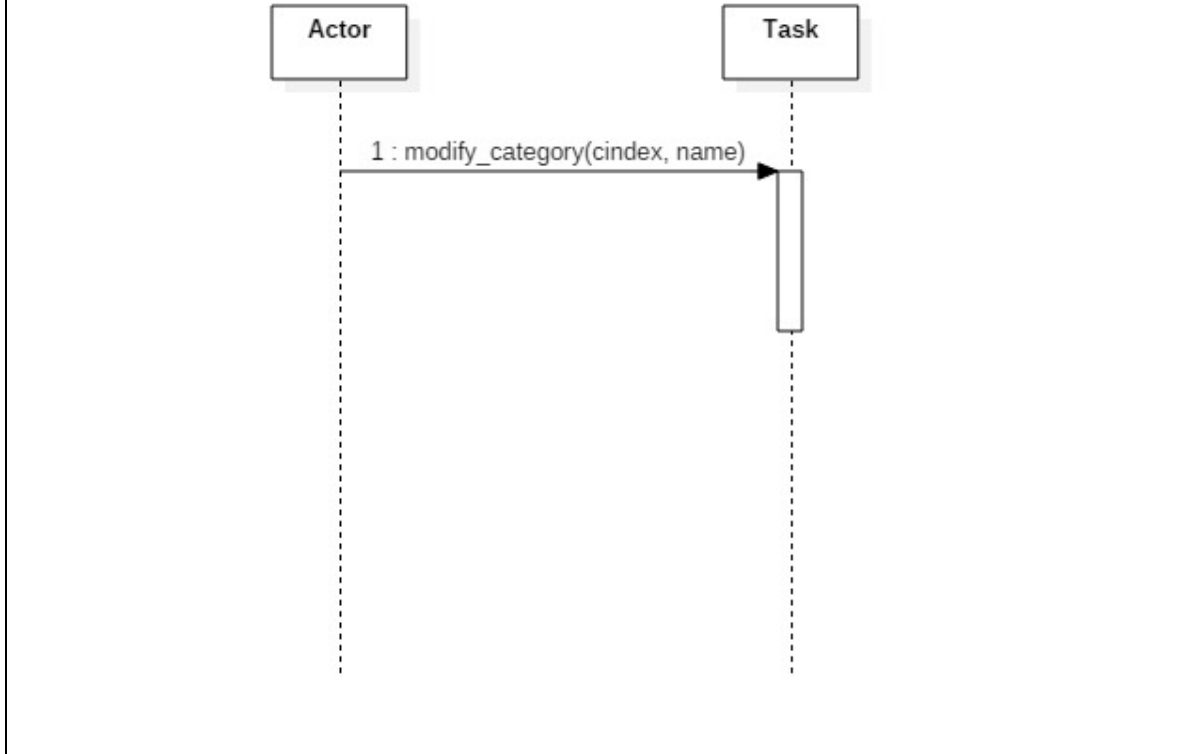 Actor
Task
1 : modify_category(cindex, name)